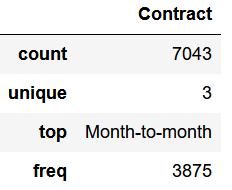 Contract
count 7043
unique 3
top Month-to-month
freq 3875